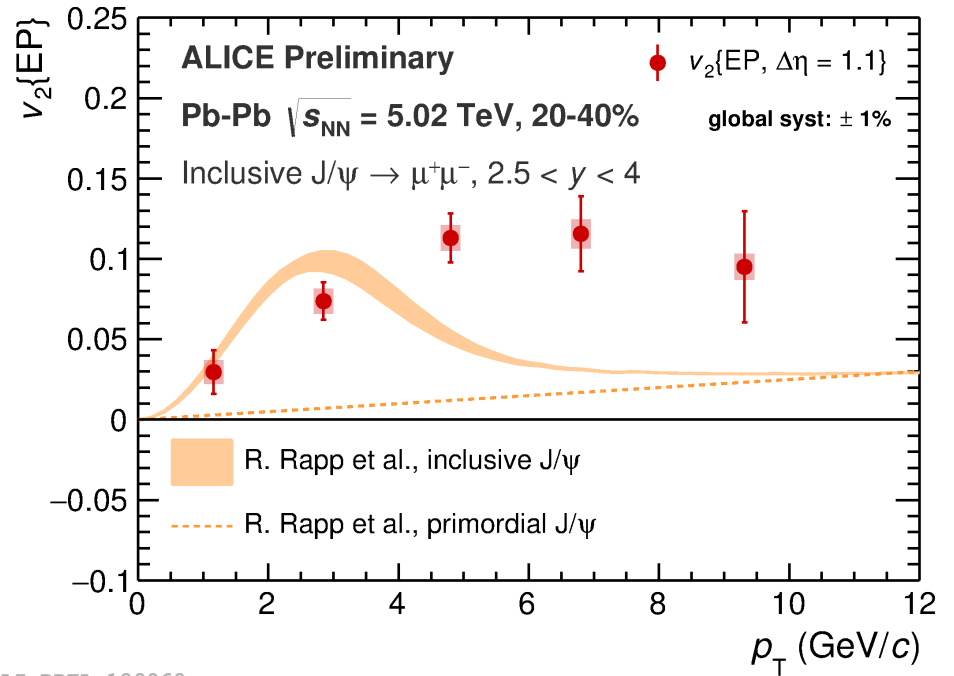 ALICE Preliminary
Pb-Pb √sNN = 5.02 TeV, 20-40%
Inclusive J/ψ → μ⁺μ⁻, 2.5 < y < 4
v₂{EP, Δη = 1.1}
global syst: ± 1%
v₂{EP}
0.25
0.2
0.15
0.1
0.05
0
−0.05
−0.1
R. Rapp et al., inclusive J/ψ
R. Rapp et al., primordial J/ψ
0 2 4 6 8 10 12
pT (GeV/c)